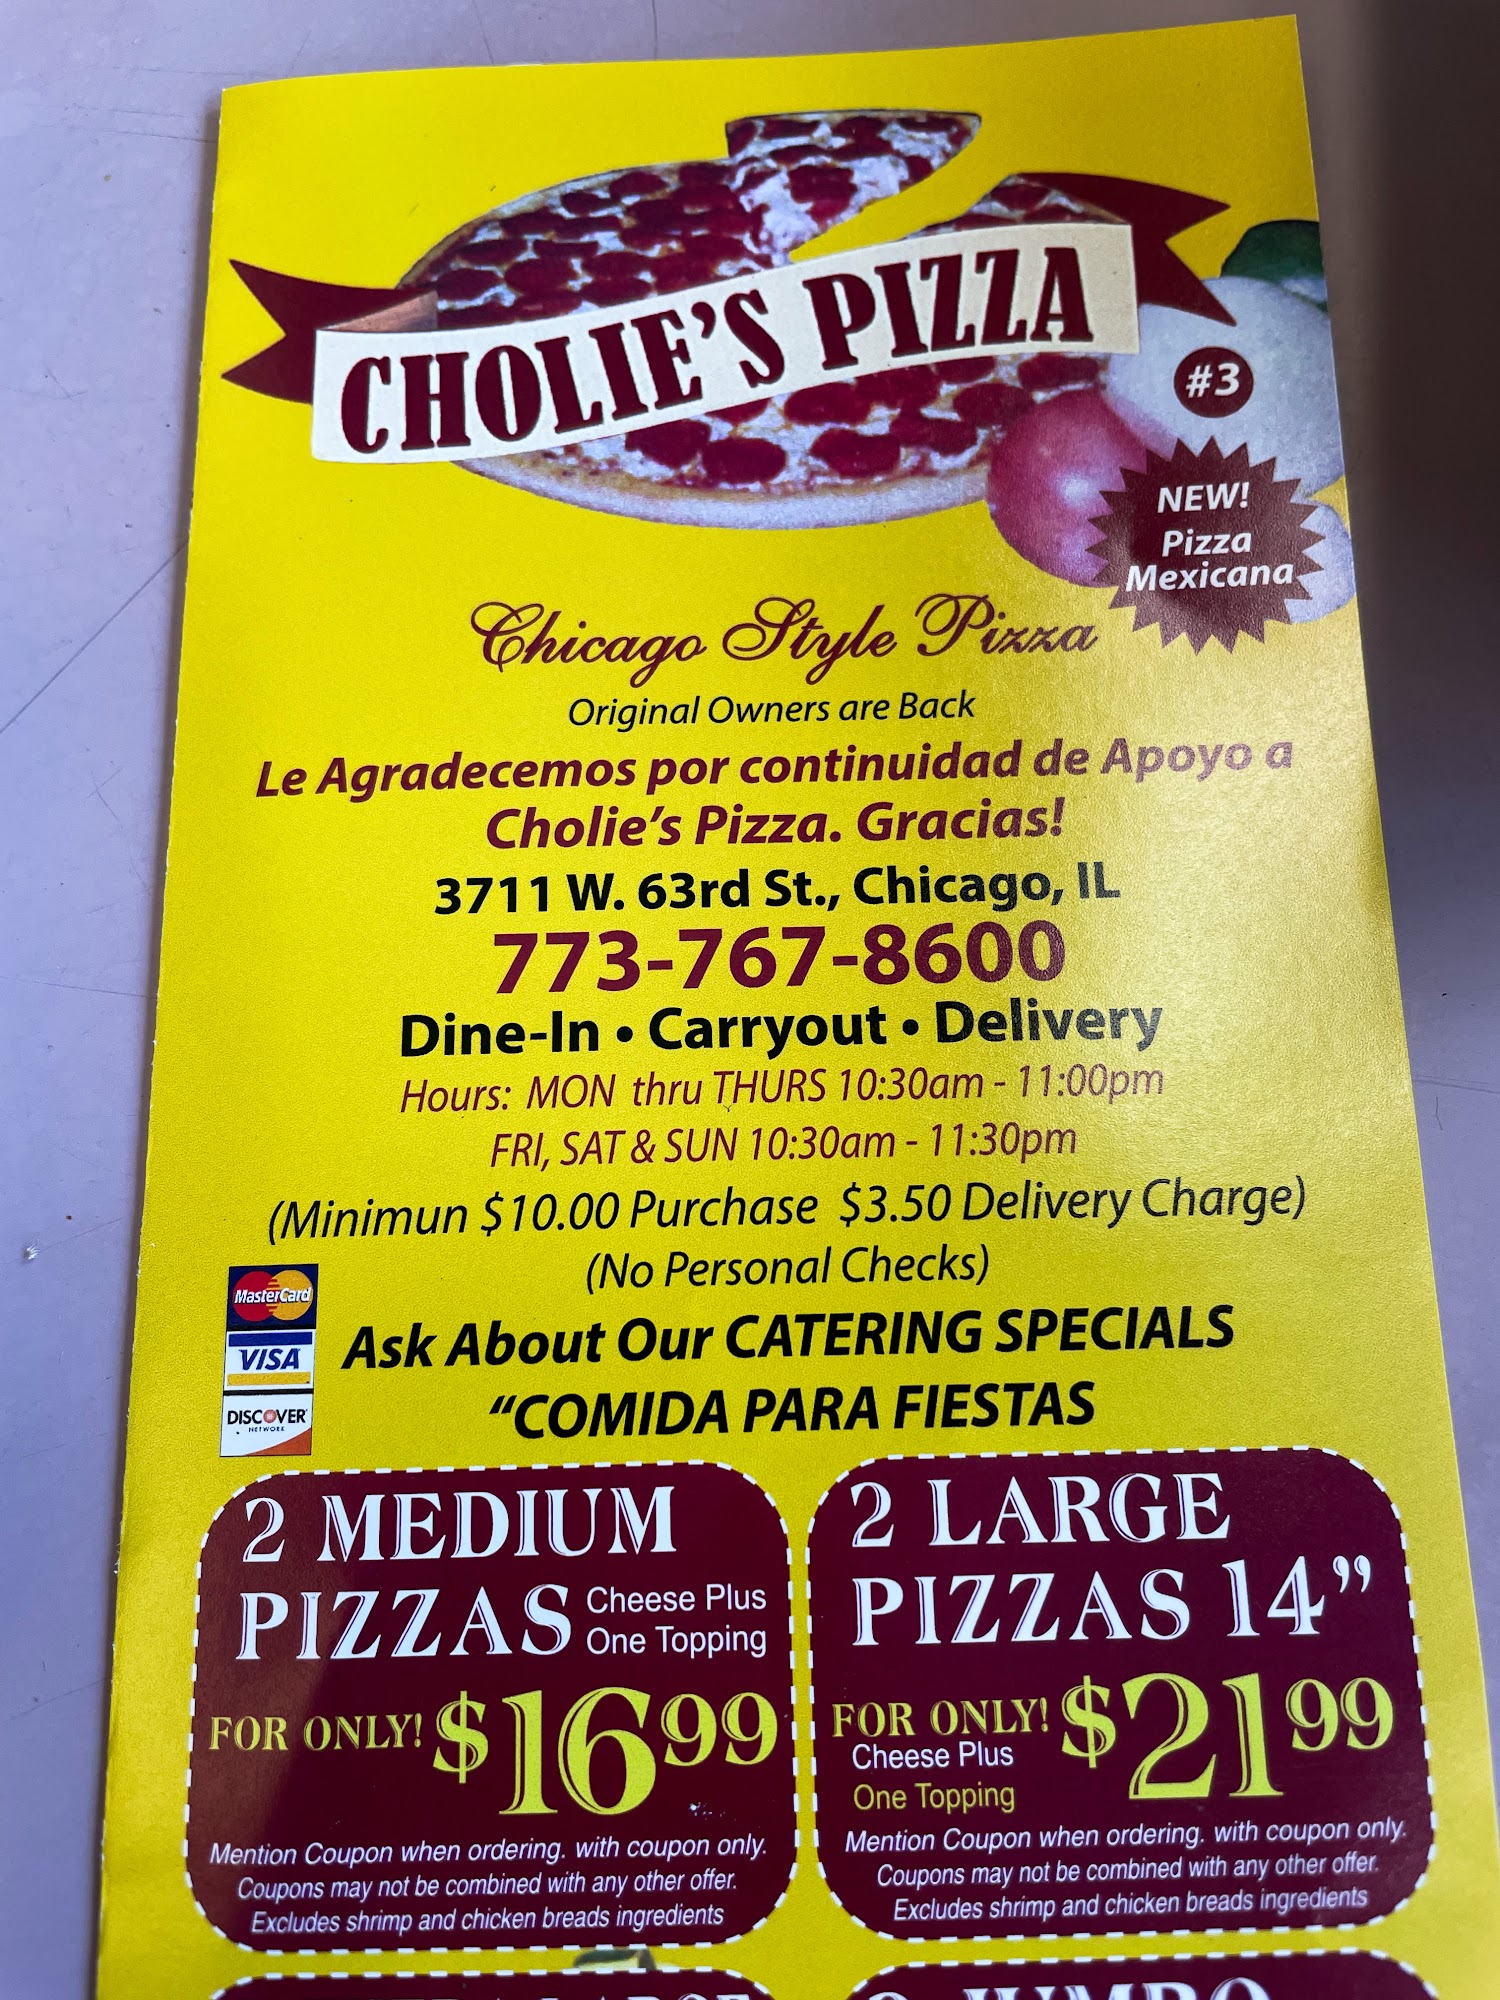 CHOLIE'S PIZZA
#3
NEW!
Pizza
Mexicana
Chicago Style Pizza
Original Owners are Back
Le Agradecemos por continuidad de Apoyo a
Cholie's Pizza. Gracias!
3711 W. 63rd St., Chicago, IL
773-767-8600
Dine-In • Carryout • Delivery
Hours: MON thru THURS 10:30am - 11:00pm
FRI, SAT & SUN 10:30am - 11:30pm
(Minimun $10.00 Purchase $3.50 Delivery Charge)
(No Personal Checks)
MasterCard
VISA
DISCOVER
NETWORK
Ask About Our CATERING SPECIALS
"COMIDA PARA FIESTAS
2 MEDIUM
PIZZAS Cheese Plus
One Topping
FOR ONLY! $16 99
Mention Coupon when ordering. with coupon only.
Coupons may not be combined with any other offer.
Excludes shrimp and chicken breads ingredients
2 LARGE
PIZZAS 14"
FOR ONLY! $21 99
Cheese Plus
One Topping
Mention Coupon when ordering. with coupon only.
Coupons may not be combined with any other offer.
Excludes shrimp and chicken breads ingredients
JUMBO